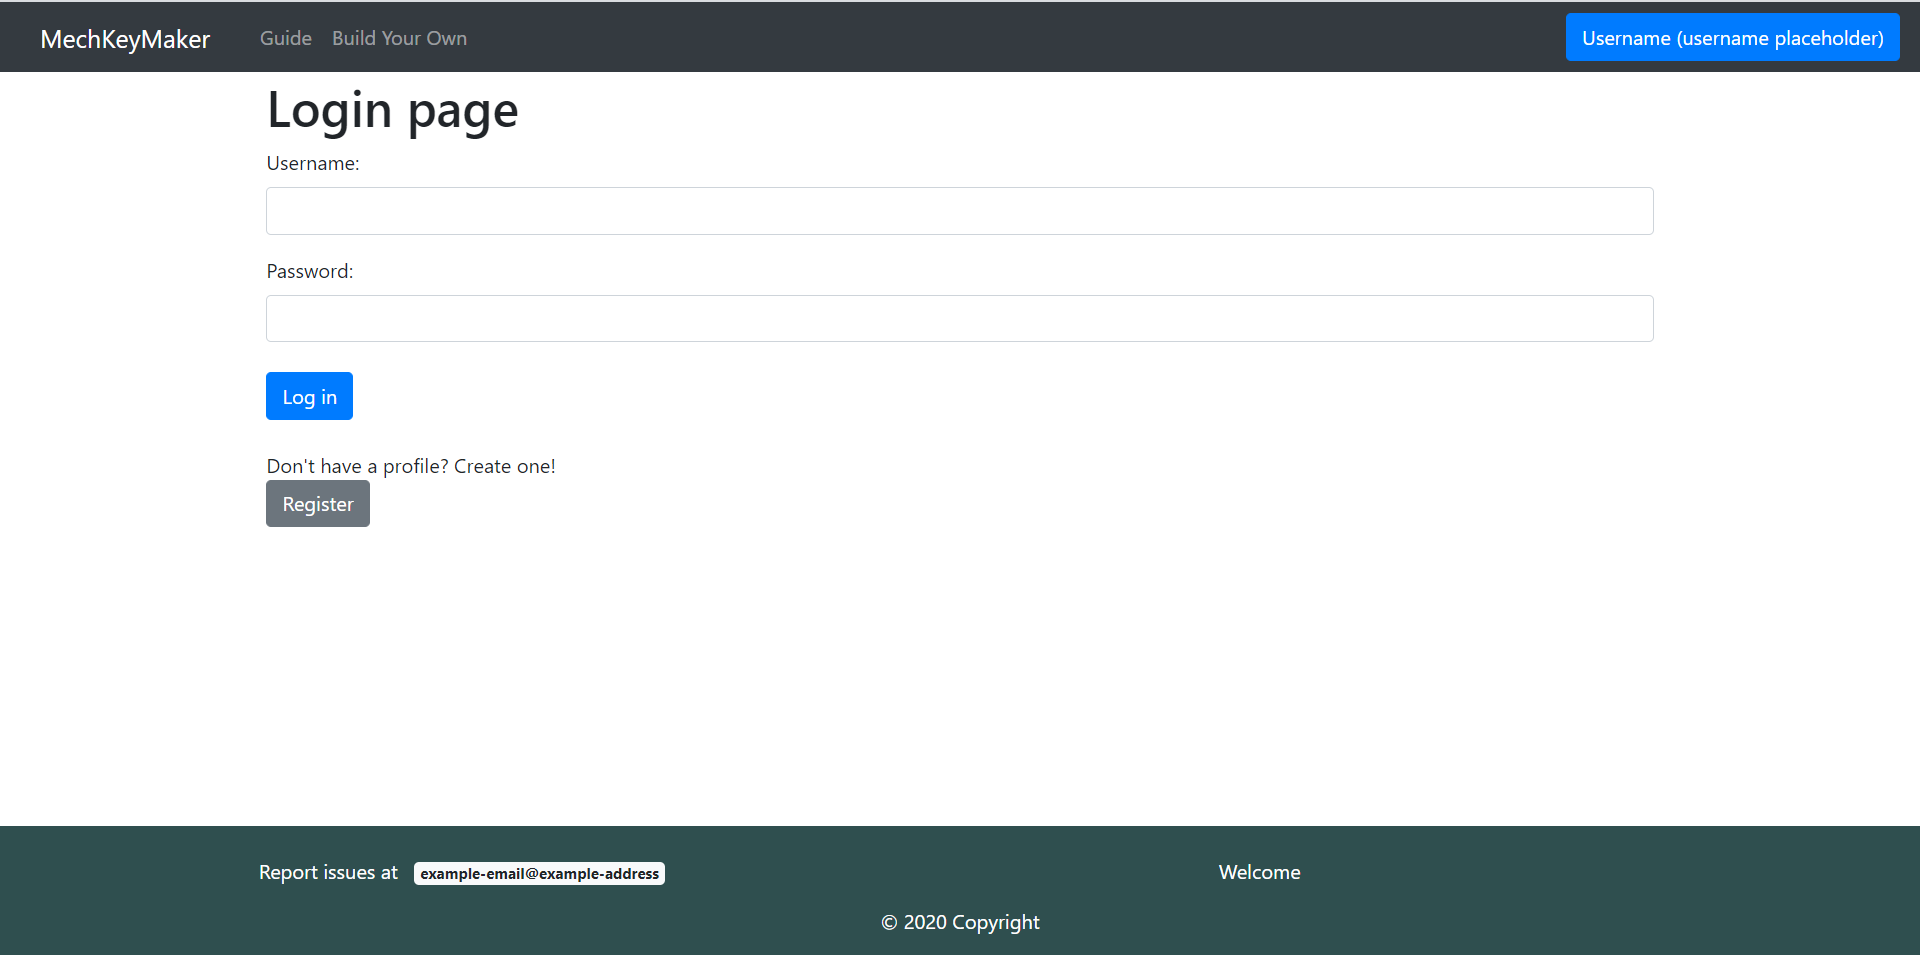 MechKeyMaker Guide Build Your Own Username (username placeholder)
Login page
Username:
Password:
Log in
Don't have a profile? Create one!
Register
Report issues at example-email@example-address Welcome
© 2020 Copyright